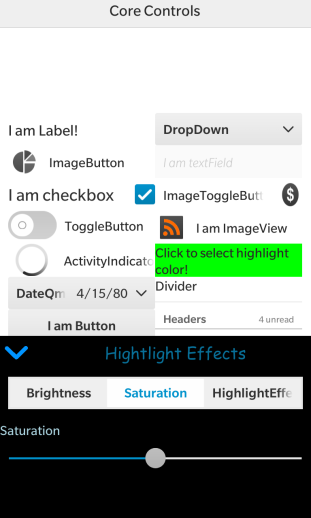 Core Controls
I am Label!
DropDown
ImageButton
I am textField
I am checkbox
ImageToggleButt
$
ToggleButton
I am ImageView
ActivityIndicato
Click to select highlight
color!
DateQm 4/15/80
Divider
I am Button
Headers 4 unread
Hightlight Effects
Brightness Saturation HighlightEffe
Saturation